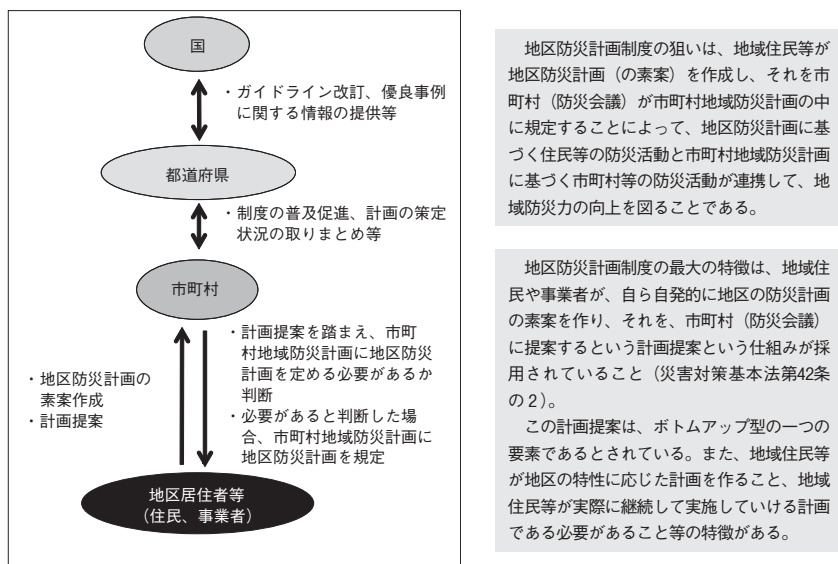 国
・ガイドライン改訂、優良事例
に関する情報の提供等
都道府県
・制度の普及促進、計画の策定
状況の取りまとめ等
市町村
・地区防災計画の
素案作成
・計画提案
・計画提案を踏まえ、市町
村地域防災計画に地区防災
計画を定める必要があるか
判断
・必要があると判断した場
合、市町村地域防災計画に
地区防災計画を規定
地区居住者等
（住民、事業者）
地区防災計画制度の狙いは、地域住民等が
地区防災計画（の素案）を作成し、それを市
町村（防災会議）が市町村地域防災計画の中
に規定することによって、地区防災計画に基
づく住民等の防災活動と市町村地域防災計画
に基づく市町村等の防災活動が連携して、地
域防災力の向上を図ることである。
地区防災計画制度の最大の特徴は、地域住
民や事業者が、自ら自発的に地区の防災計画
の素案を作り、それを、市町村（防災会議）
に提案するという計画提案という仕組みが採
用されていること（災害対策基本法第42条
の２）。
この計画提案は、ボトムアップ型の一つの
要素であるとされている。また、地域住民等
が地区の特性に応じた計画を作ること、地域
住民等が実際に継続して実施していける計画
である必要があること等の特徴がある。